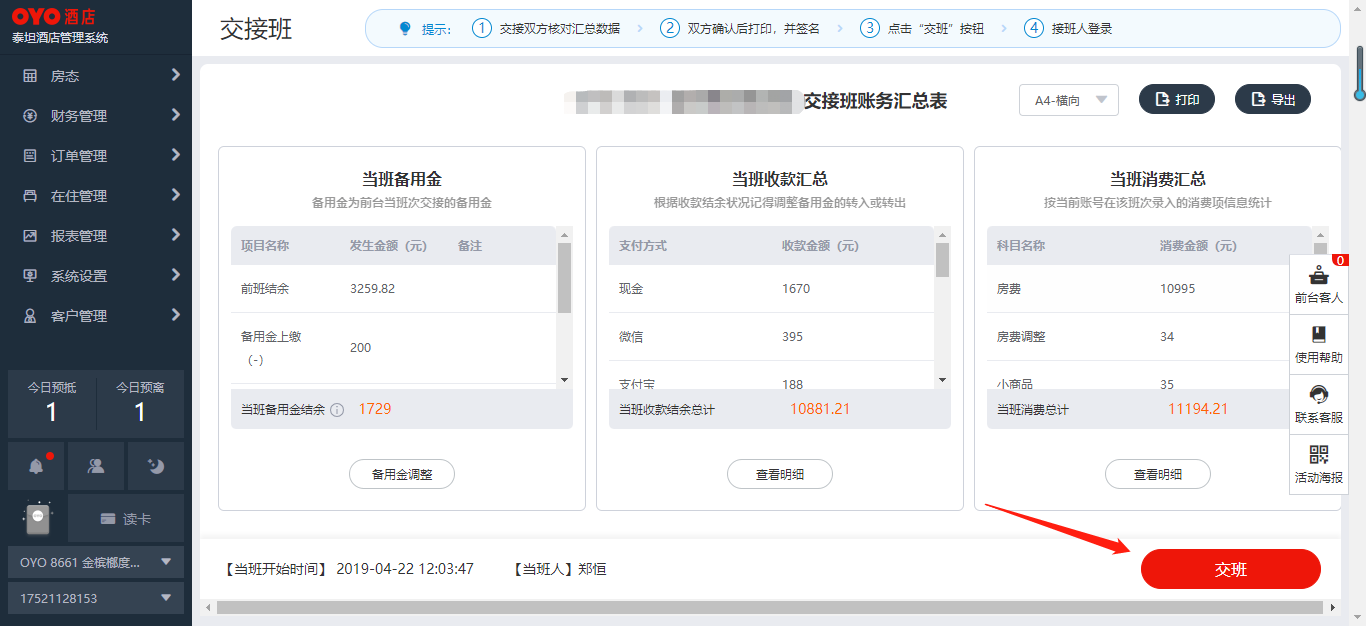 OYO 酒店
泰坦酒店管理系统
房态
财务管理
订单管理
在住管理
报表管理
系统设置
客户管理
今日预抵
今日预离
1
1
读卡
OYO 8661 金槟榔度...
17521128153
交接班
提示:
1 交接双方核对汇总数据
2 双方确认后打印，并签名
3 点击“交班”按钮
4 接班人登录
交接班账务汇总表
A4-横向
打印
导出
当班备用金
备用金为前台当班次交接的备用金
项目名称 发生金额（元） 备注
前班结余 3259.82
备用金上缴
（-）
200
当班备用金结余 1729
备用金调整
当班收款汇总
根据收款结余状况记得调整备用金的转入或转出
支付方式 收款金额（元）
现金 1670
微信 395
支付宝 188
当班收款结余总计 10881.21
查看明细
当班消费汇总
按当前账号在该班次录入的消费项信息统计
科目名称 消费金额（元）
房费 10995
房费调整 34
小商品 35
当班消费总计 11194.21
查看明细
0
前台客人
使用帮助
联系客服
活动海报
【当班开始时间】 2019-04-22 12:03:47
【当班人】郑恒
交班